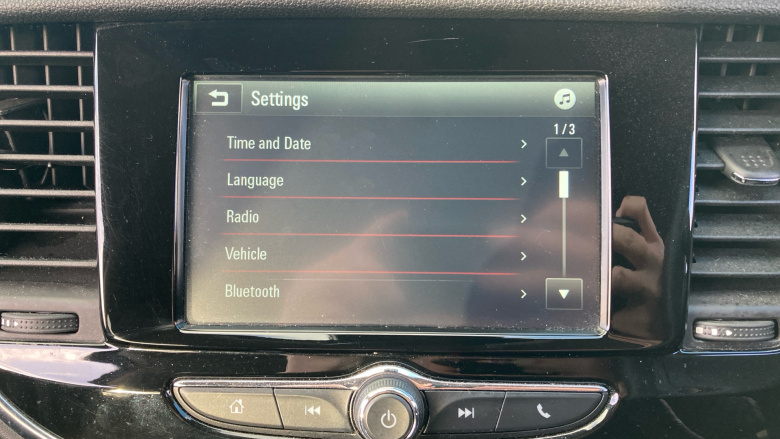 Settings
1/3
Time and Date
Language
Radio
Vehicle
Bluetooth